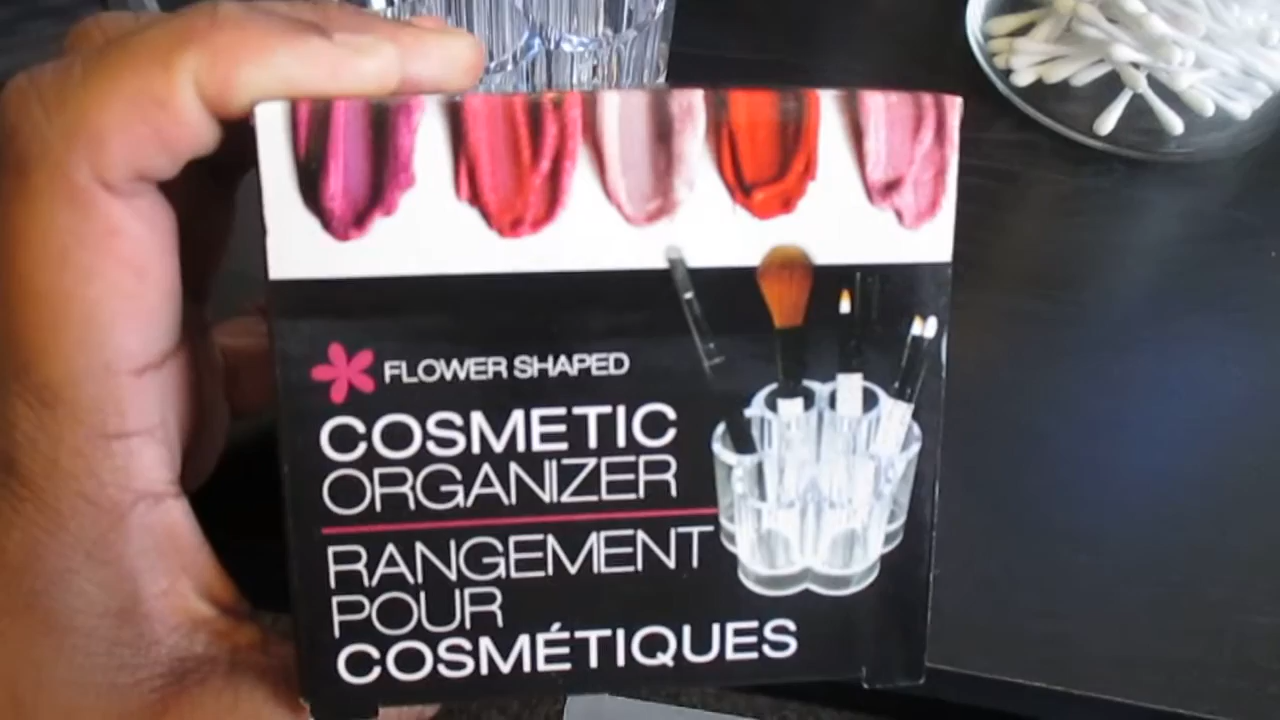 FLOWER SHAPED
COSMETIC
ORGANIZER
RANGEMENT
POUR
COSMÉTIQUES